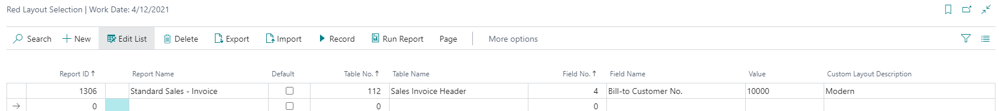 Red Layout Selection | Work Date: 4/12/2021
Search New Edit List Delete Export Import Record Run Report Page More options
Report ID ↑ Report Name Default Table No. ↑ Table Name Field No. ↑ Field Name Value Custom Layout Description
1306 Standard Sales - Invoice 112 Sales Invoice Header 4 Bill-to Customer No. 10000 Modern
0 0 0